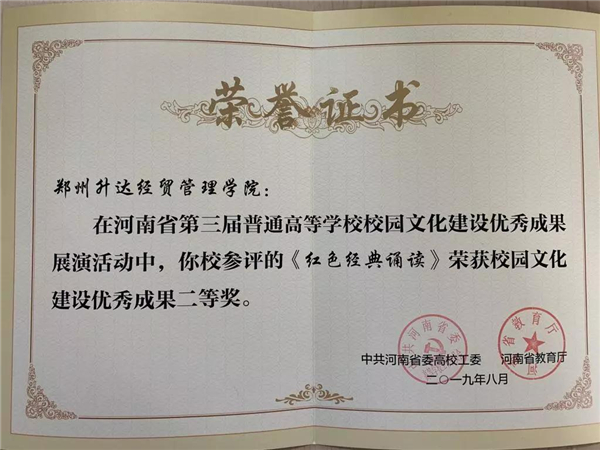 荣誉证书
郑州升达经贸管理学院：
在河南省第三届普通高等学校校园文化建设优秀成果
展演活动中，你校参评的《红色经典诵读》荣获校园文化
建设优秀成果二等奖。
中共河南省委高校工委 河南省教育厅
二〇一九年八月